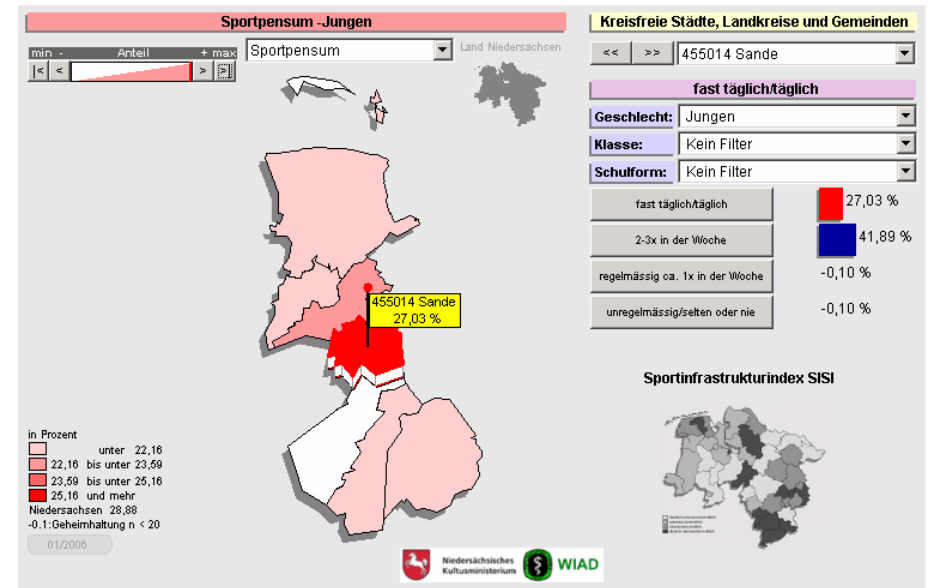 Sportpensum -Jungen
min - Anteil + max
|< < > >|
Sportpensum
Land Niedersachsen
455014 Sande
27,03 %
in Prozent
unter 22,16
22,16 bis unter 23,59
23,59 bis unter 25,16
25,16 und mehr
Niedersachsen 28,88
-0.1:Geheimhaltung n < 20
01/2006
Kreisfreie Städte, Landkreise und Gemeinden
<< >> 455014 Sande
fast täglich/täglich
Geschlecht: Jungen
Klasse: Kein Filter
Schulform: Kein Filter
fast täglich/täglich 27,03 %
2-3x in der Woche 41,89 %
regelmässig ca. 1x in der Woche -0,10 %
unregelmässig/selten oder nie -0,10 %
Sportinfrastrukturindex SISI
Niedersächsisches
Kultusministerium
WIAD